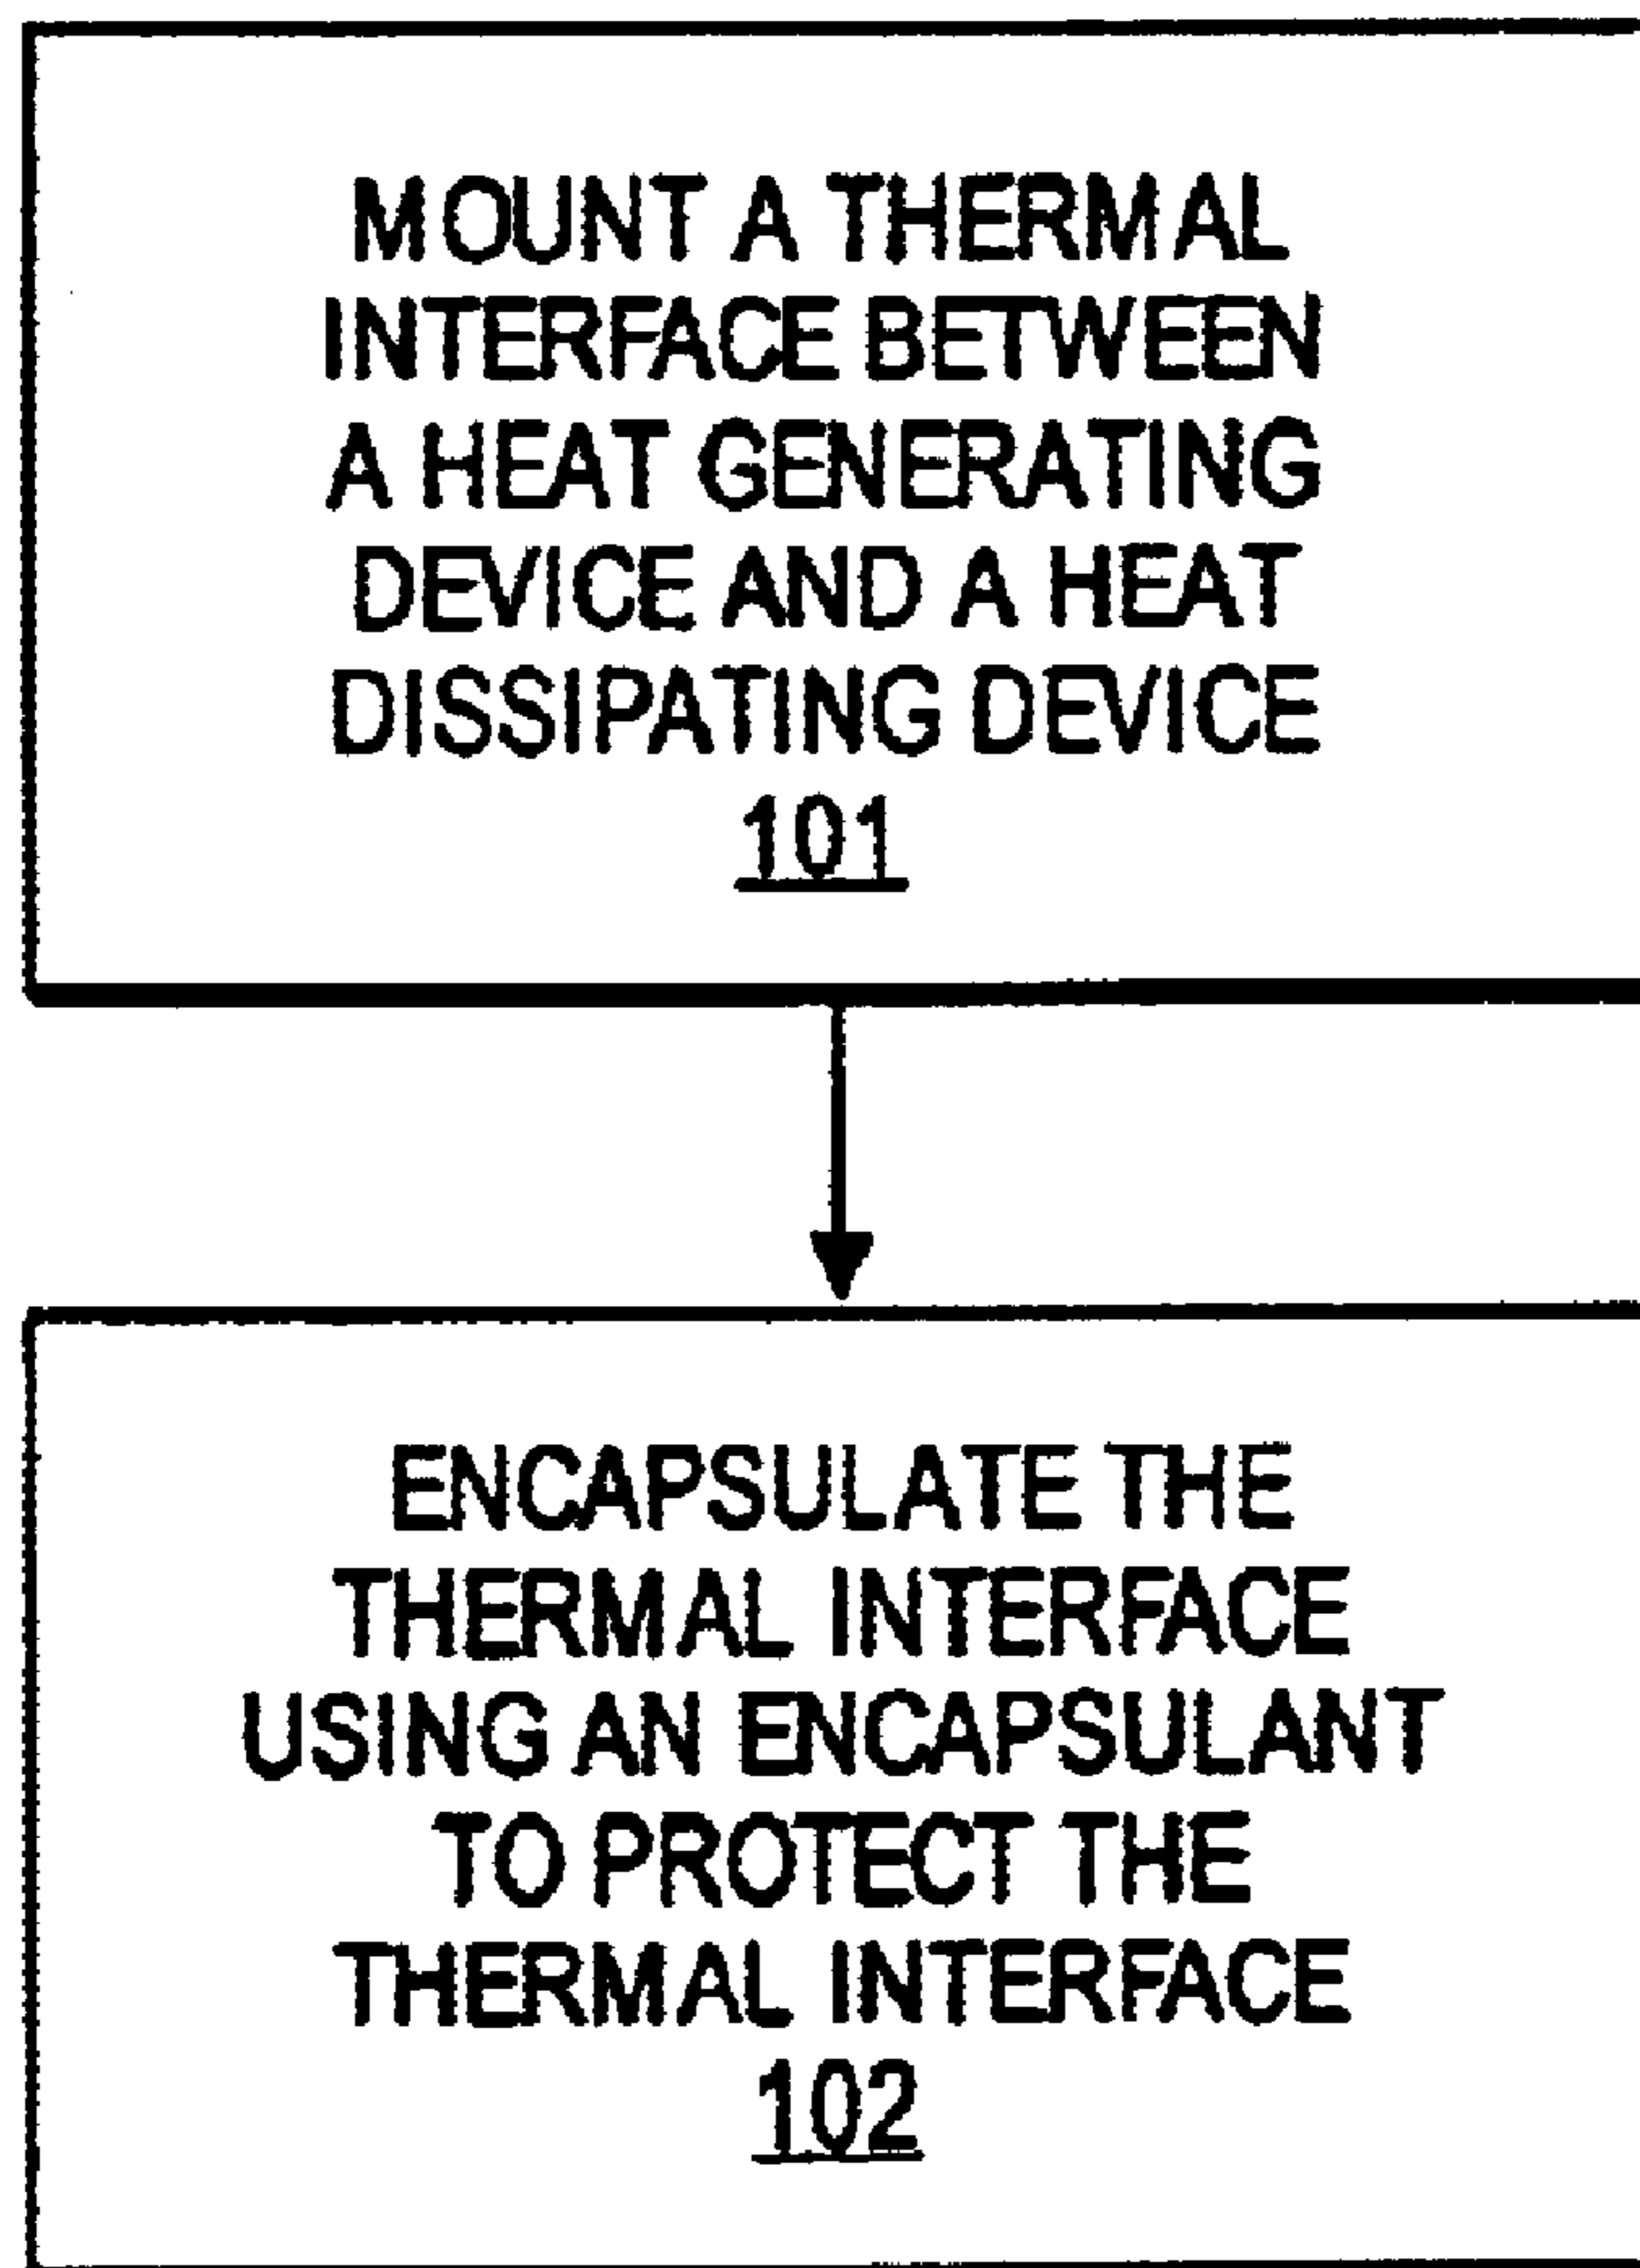 MOUNT A THERMAL
INTERFACE BETWEEN
A HEAT GENERATING
DEVICE AND A HEAT
DISSIPATING DEVICE
101
ENCAPSULATE THE
THERMAL INTERFACE
USING AN ENCAPSULANT
TO PROTECT THE
THERMAL INTERFACE
102